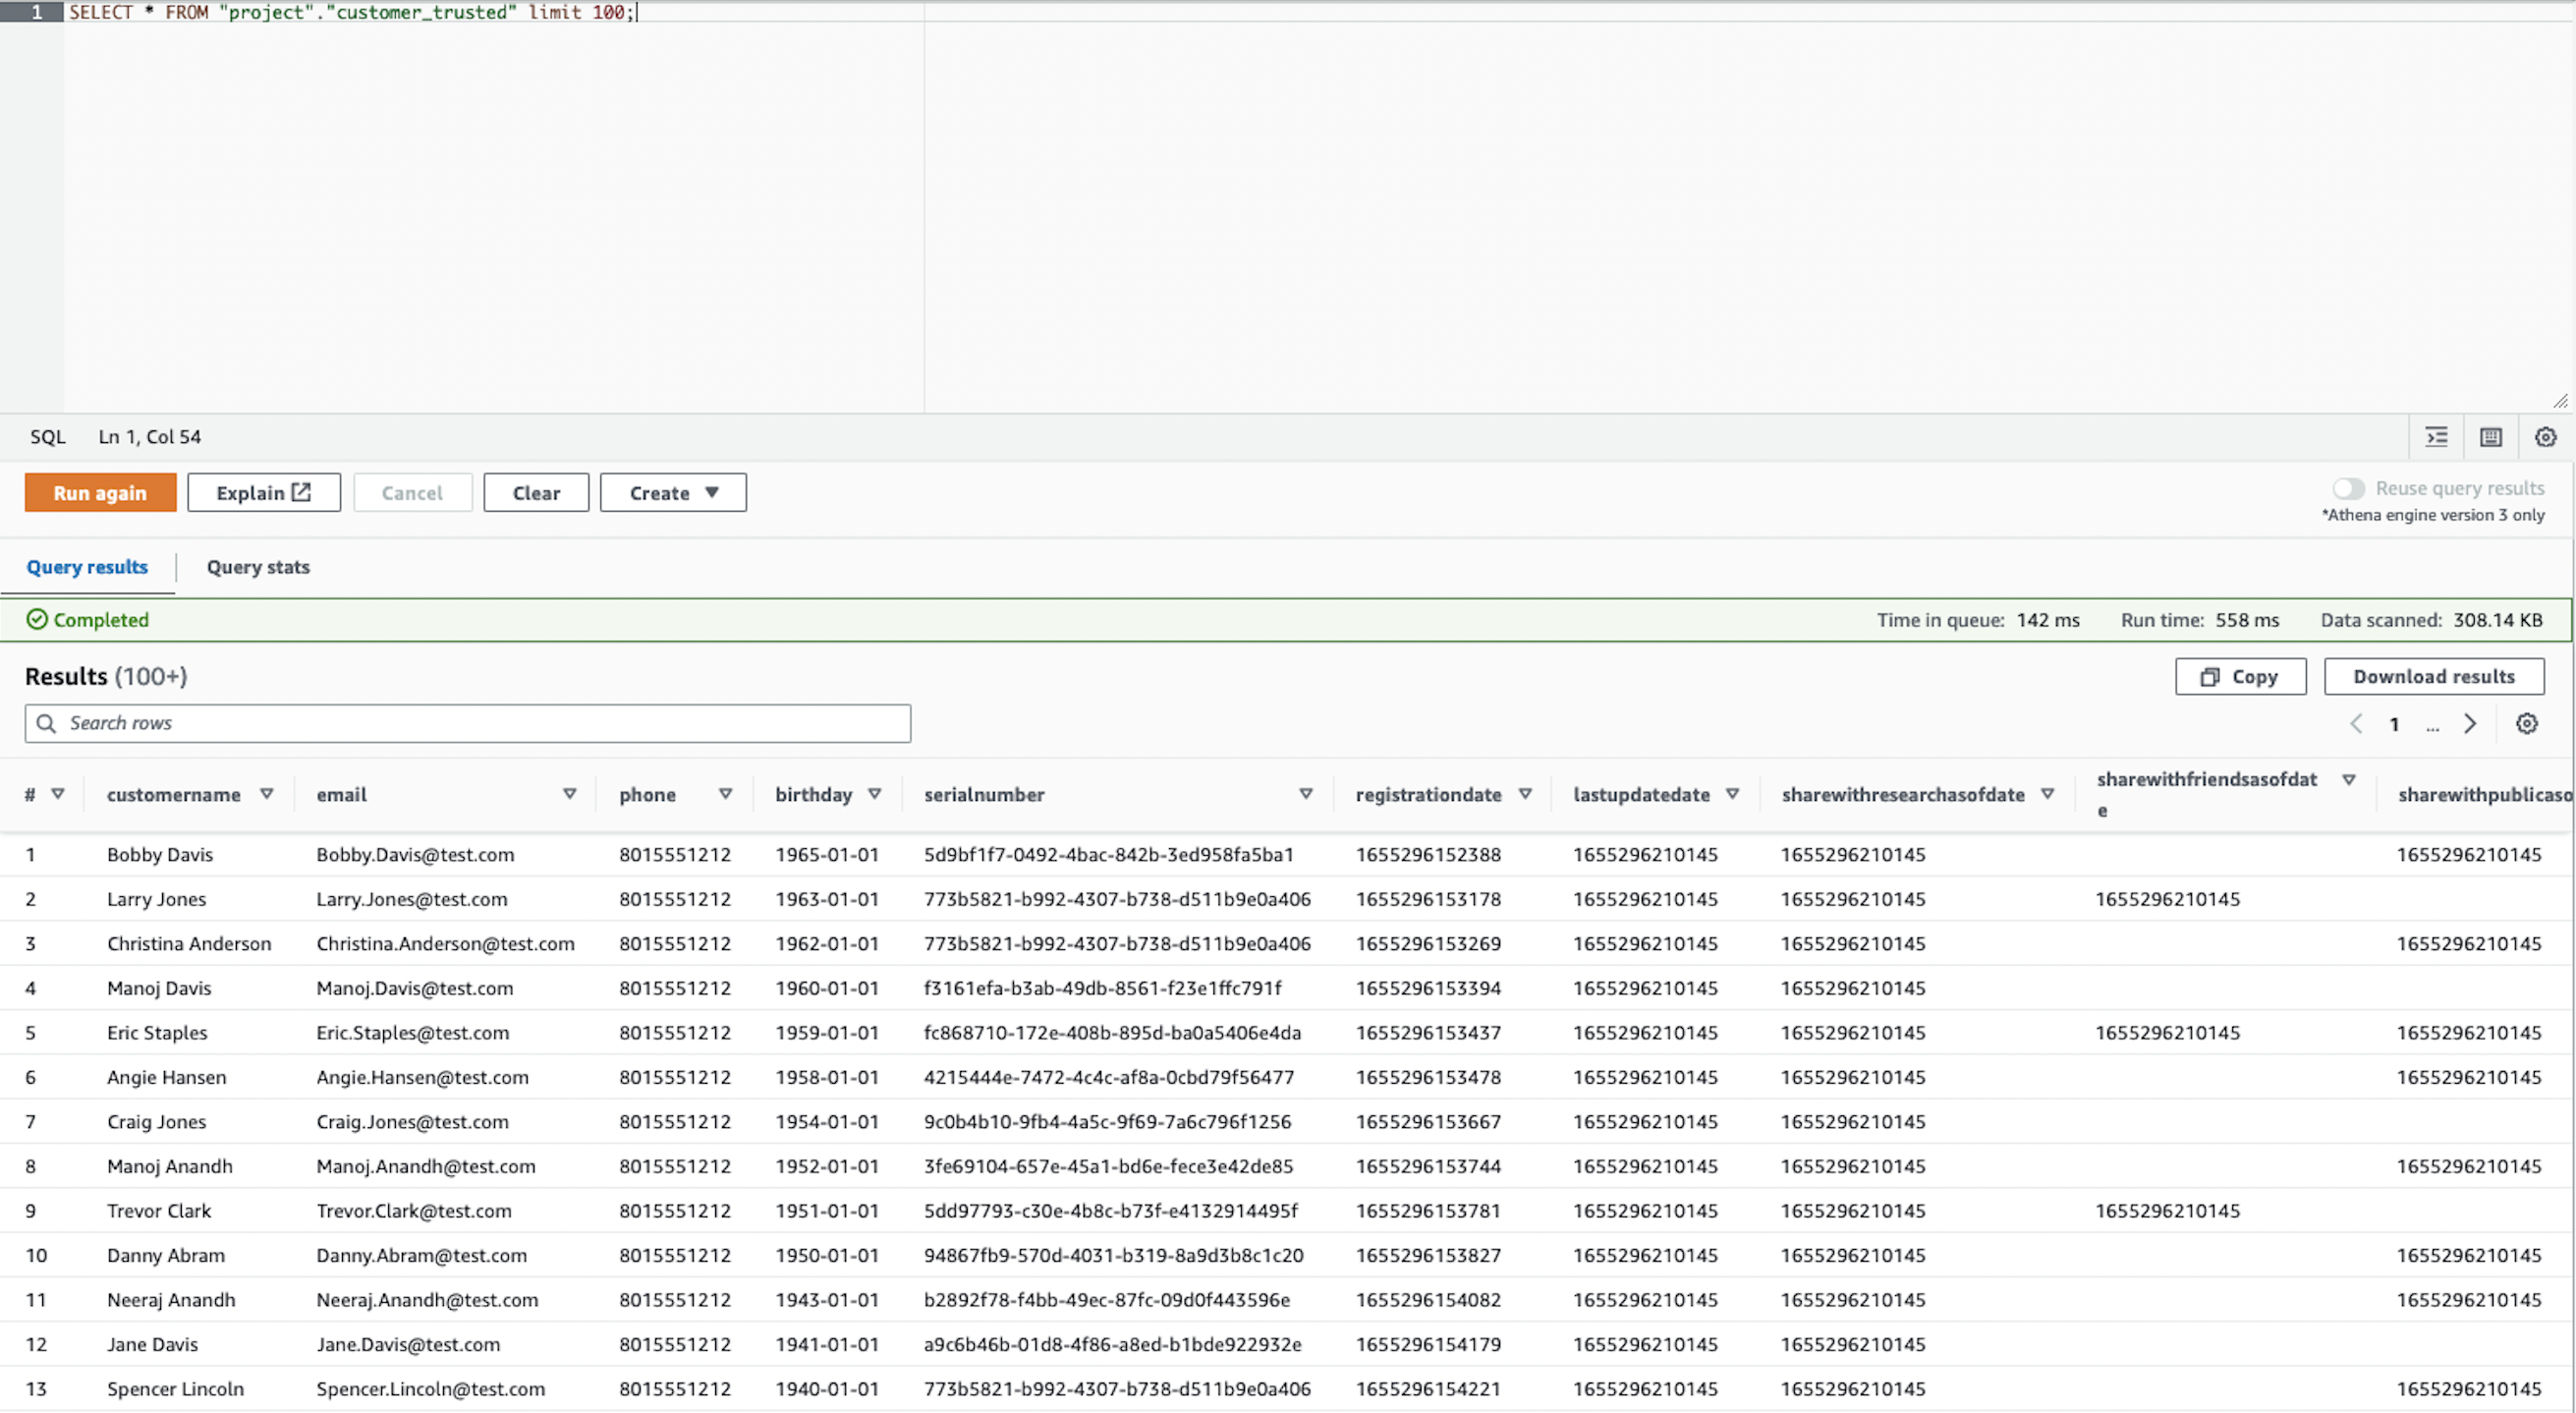 1 SELECT * FROM "project"."customer_trusted" limit 100;
SQL Ln 1, Col 54
Run again Explain Cancel Clear Create Reuse query results
*Athena engine version 3 only
Query results Query stats
Completed Time in queue: 142 ms Run time: 558 ms Data scanned: 308.14 KB
Results (100+) Copy Download results
Search rows 1 ...
# customername email phone birthday serialnumber registrationdate lastupdatedate sharewithresearchasofdate sharewithfriendsasofdat sharewithpublicaso
e
1 Bobby Davis Bobby.Davis@test.com 8015551212 1965-01-01 5d9bf1f7-0492-4bac-842b-3ed958fa5ba1 1655296152388 1655296210145 1655296210145 1655296210145
2 Larry Jones Larry.Jones@test.com 8015551212 1963-01-01 773b5821-b992-4307-b738-d511b9e0a406 1655296153178 1655296210145 1655296210145 1655296210145
3 Christina Anderson Christina.Anderson@test.com 8015551212 1962-01-01 773b5821-b992-4307-b738-d511b9e0a406 1655296153269 1655296210145 1655296210145 1655296210145
4 Manoj Davis Manoj.Davis@test.com 8015551212 1960-01-01 f3161efa-b3ab-49db-8561-f23e1ffc791f 1655296153394 1655296210145 1655296210145
5 Eric Staples Eric.Staples@test.com 8015551212 1959-01-01 fc868710-172e-408b-895d-ba0a5406e4da 1655296153437 1655296210145 1655296210145 1655296210145 1655296210145
6 Angie Hansen Angie.Hansen@test.com 8015551212 1958-01-01 4215444e-7472-4c4c-af8a-0cbd79f56477 1655296153478 1655296210145 1655296210145 1655296210145
7 Craig Jones Craig.Jones@test.com 8015551212 1954-01-01 9c0b4b10-9fb4-4a5c-9f69-7a6c796f1256 1655296153667 1655296210145 1655296210145
8 Manoj Anandh Manoj.Anandh@test.com 8015551212 1952-01-01 3fe69104-657e-45a1-bd6e-fece3e42de85 1655296153744 1655296210145 1655296210145 1655296210145
9 Trevor Clark Trevor.Clark@test.com 8015551212 1951-01-01 5dd97793-c30e-4b8c-b73f-e4132914495f 1655296153781 1655296210145 1655296210145 1655296210145
10 Danny Abram Danny.Abram@test.com 8015551212 1950-01-01 94867fb9-570d-4031-b319-8a9d3b8c1c20 1655296153827 1655296210145 1655296210145 1655296210145
11 Neeraj Anandh Neeraj.Anandh@test.com 8015551212 1943-01-01 b2892f78-f4bb-49ec-87fc-09d0f443596e 1655296154082 1655296210145 1655296210145 1655296210145
12 Jane Davis Jane.Davis@test.com 8015551212 1941-01-01 a9c6b46b-01d8-4f86-a8ed-b1bde922932e 1655296154179 1655296210145 1655296210145
13 Spencer Lincoln Spencer.Lincoln@test.com 8015551212 1940-01-01 773b5821-b992-4307-b738-d511b9e0a406 1655296154221 1655296210145 1655296210145 1655296210145